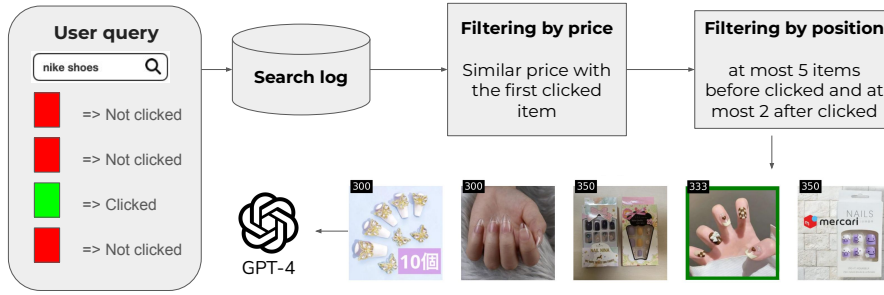 User query
nike shoes
=> Not clicked
=> Not clicked
=> Clicked
=> Not clicked
Search log
Filtering by price
Similar price with
the first clicked
item
Filtering by position
at most 5 items
before clicked and at
most 2 after clicked
GPT-4
300
10個
300
350
333
350
mercari
NAILS